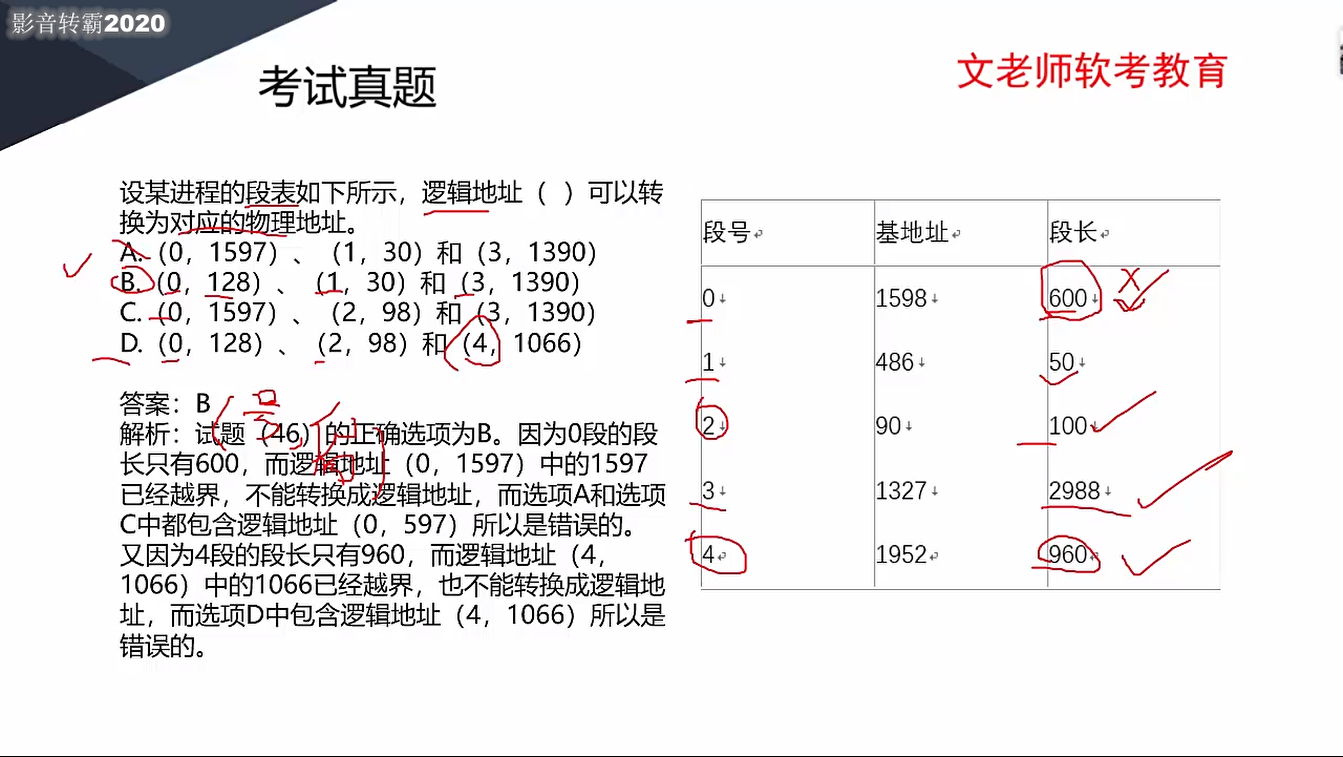 影音转霸2020
考试真题
文老师软考教育
设某进程的段表如下所示，逻辑地址（ ）可以转
换为对应的物理地址。
A.（0，1597）、（1，30）和（3，1390）
B.（0，128）、（1，30）和（3，1390）
C.（0，1597）、（2，98）和（3，1390）
D.（0，128）、（2，98）和（4，1066）
答案：B
解析：试题（46）的正确选项为B。因为0段的段
长只有600，而逻辑地址（0，1597）中的1597
已经越界，不能转换成逻辑地址，而选项A和选项
C中都包含逻辑地址（0，597）所以是错误的。
又因为4段的段长只有960，而逻辑地址（4，
1066）中的1066已经越界，也不能转换成逻辑地
址，而选项D中包含逻辑地址（4，1066）所以是
错误的。
段号 基地址 段长
0 1598 600
1 486 50
2 90 100
3 1327 2988
4 1952 960